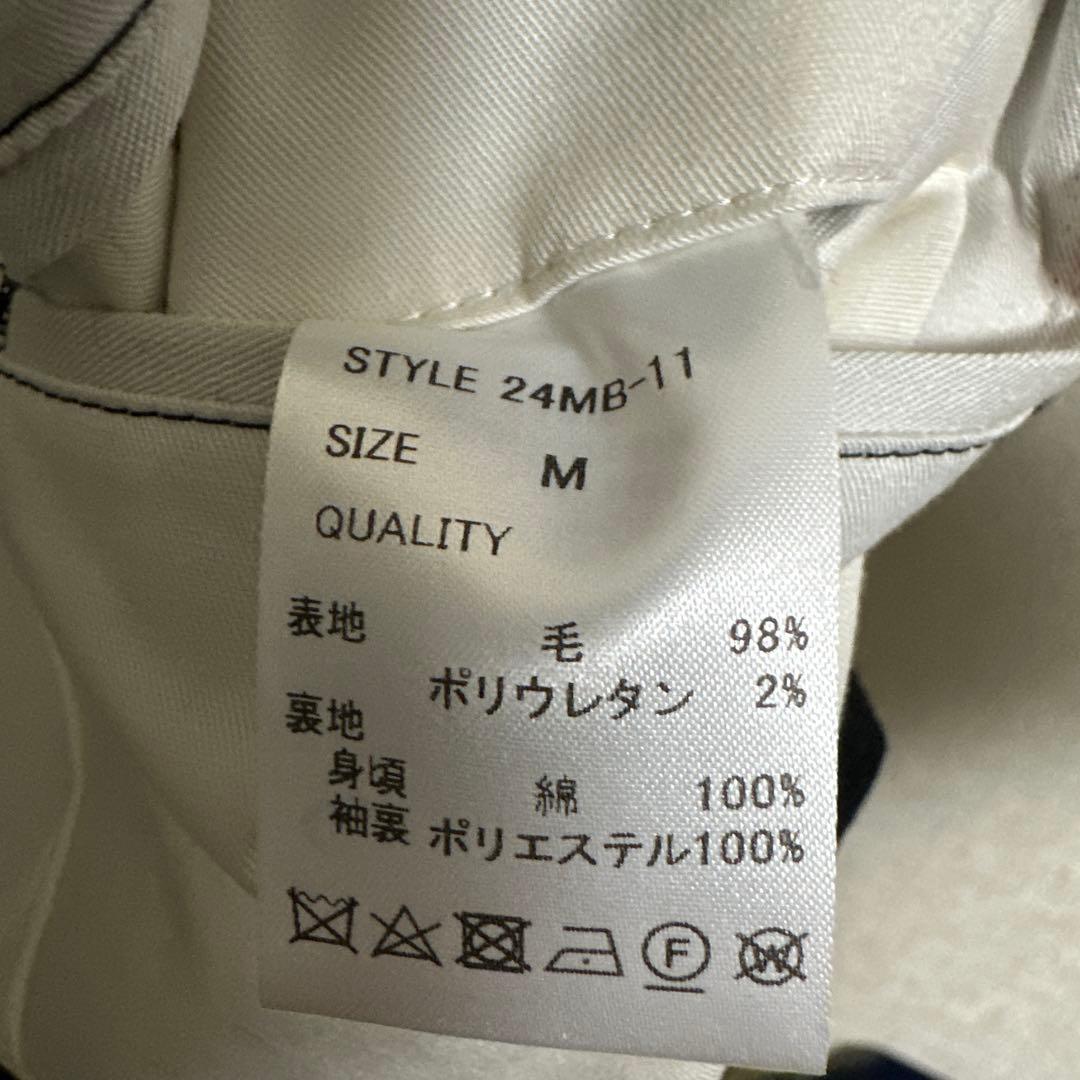 STYLE 24MB-11
SIZE M
QUALITY
表地 毛 98%
ポリウレタン 2%
裏地
身頃 綿 100%
袖裏 ポリエステル100%
F
W